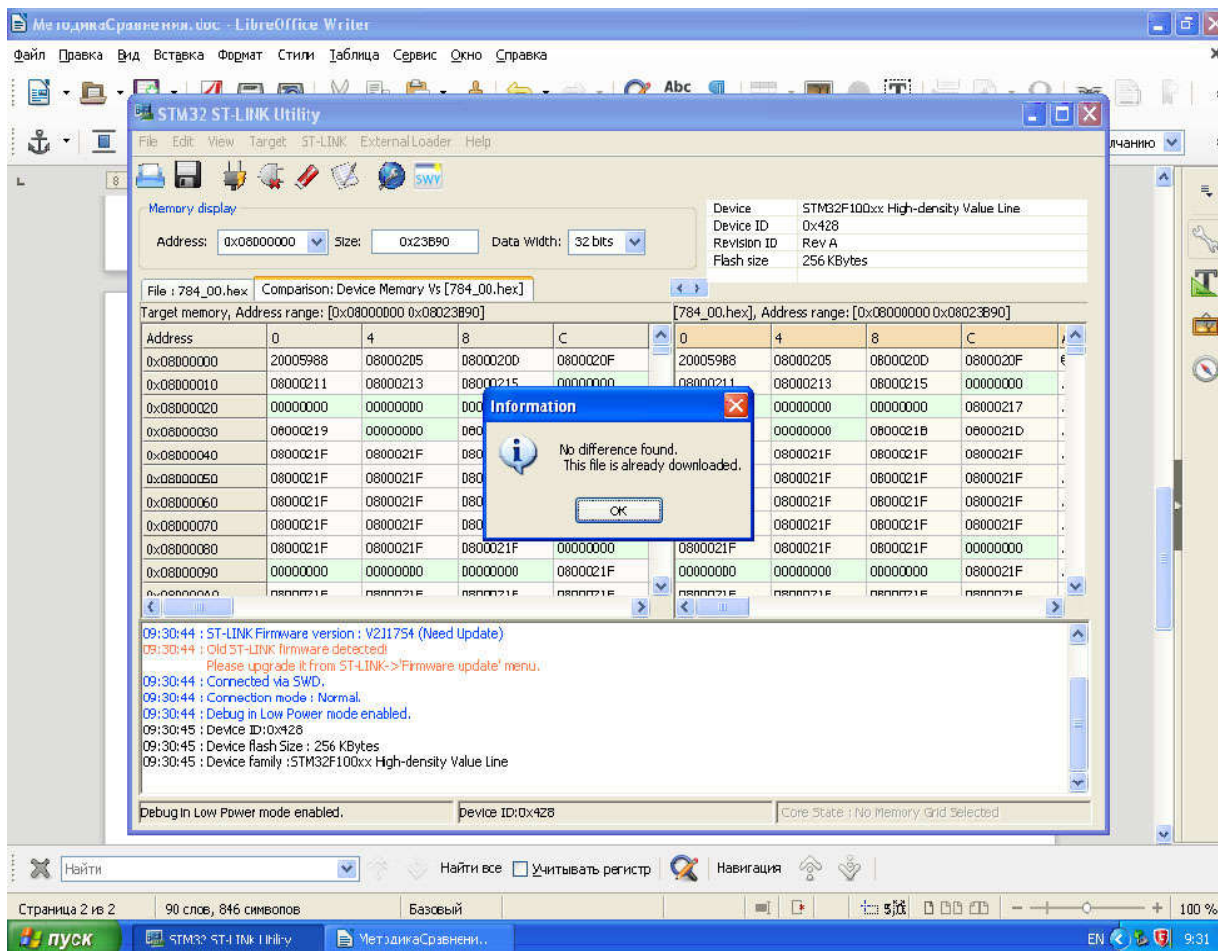 МетодикаСравнения.doc - LibreOffice Writer
Файл Правка Вид Вставка Формат Стили Таблица Сервис Окно Справка
Abc
STM32 ST-LINK Utility
File Edit View Target ST-LINK External Loader Help
лчанию
8
SWV
Memory display
Address: 0x08000000 Size: 0x23B90 Data Width: 32 bits
Device STM32F100xx High-density Value Line
Device ID 0x428
Revision ID Rev A
Flash size 256 KBytes
File : 784_00.hex Comparison: Device Memory Vs [784_00.hex]
Target memory, Address range: [0x08000000 0x08023B90] [784_00.hex], Address range: [0x08000000 0x08023B90]
Address 0 4 8 C 0 4 8 C
0x08000000 20005988 08000205 0800020D 0800020F 20005988 08000205 0800020D 0800020F
0x08000010 08000211 08000213 08000215 00000000 08000211 08000213 08000215 00000000
0x08000020 00000000 00000000 00000000 00000000 08000217
0x08000030 08000219 00000000 00000000 0800021B 0800021D
0x08000040 0800021F 0800021F 0800021F 0800021F 0800021F
0x08000050 0800021F 0800021F 0800021F 0800021F 0800021F
0x08000060 0800021F 0800021F 0800021F 0800021F 0800021F
0x08000070 0800021F 0800021F 0800021F 0800021F 0800021F
0x08000080 0800021F 0800021F 0800021F 00000000 0800021F 0800021F 0800021F 00000000
0x08000090 00000000 00000000 00000000 0800021F 00000000 00000000 00000000 0800021F
Information
No difference found.
This file is already downloaded.
OK
09:30:44 : ST-LINK Firmware version : V2J17S4 (Need Update)
09:30:44 : Old ST-LINK firmware detected!
Please upgrade it from ST-LINK->'Firmware update' menu.
09:30:44 : Connected via SWD.
09:30:44 : Connection mode : Normal.
09:30:44 : Debug in Low Power mode enabled.
09:30:45 : Device ID:0x428
09:30:45 : Device flash Size : 256 KBytes
09:30:45 : Device family :STM32F100xx High-density Value Line
Debug in Low Power mode enabled. Device ID:0x428 Core State : No Memory Grid Selected
Найти Найти все Учитывать регистр Навигация
Страница 2 из 2 90 слов, 846 символов Базовый 100 %
пуск STM32 ST-LINK Utility МетодикаСравнени... EN 9:31